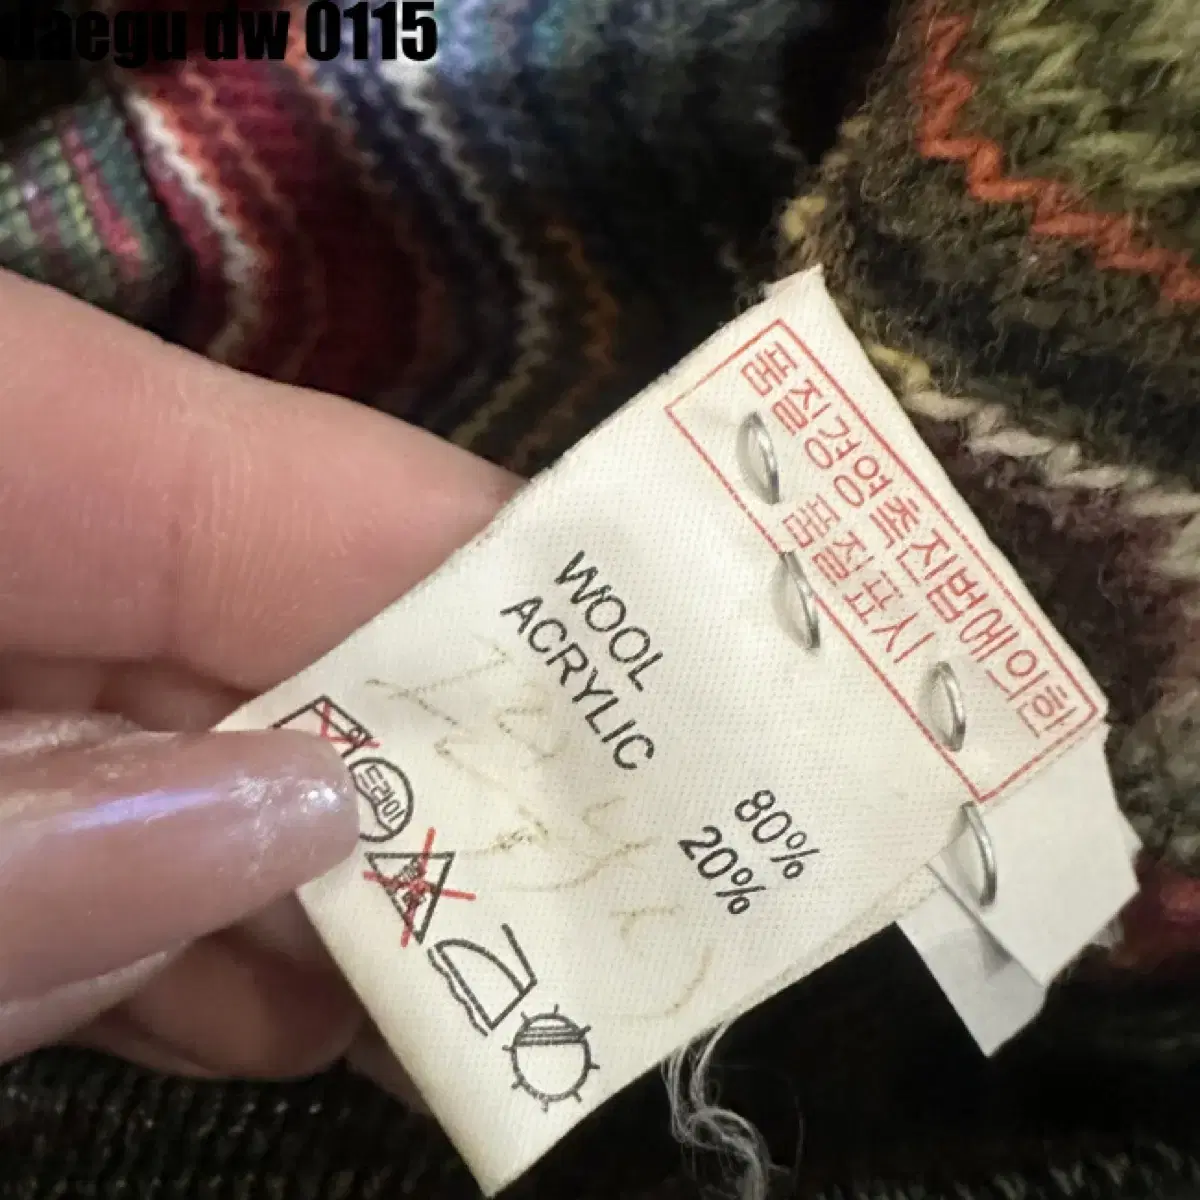 daegu dw 0115
품질경영촉진법에의한
품질표시
WOOL 80%
ACRYLIC 20%
드라이